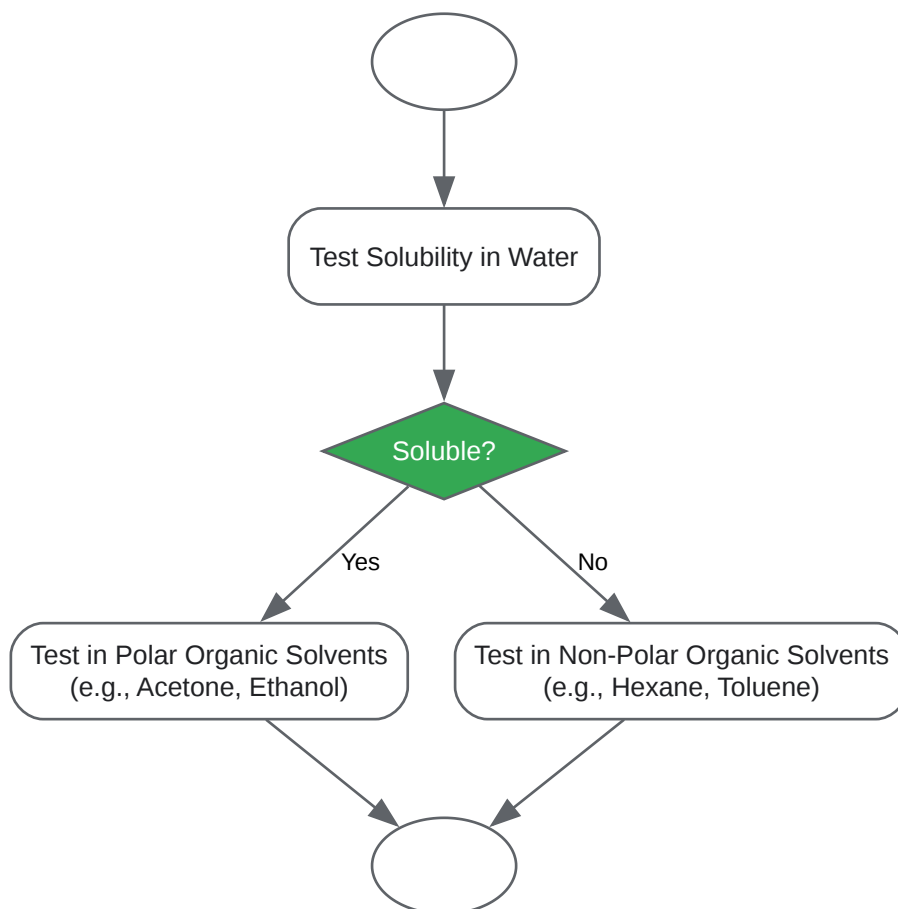 Test Solubility in Water
Soluble?
Yes
No
Test in Polar Organic Solvents
(e.g., Acetone, Ethanol)
Test in Non-Polar Organic Solvents
(e.g., Hexane, Toluene)